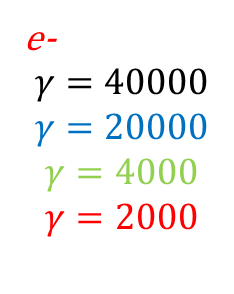 e-
γ = 40000
γ = 20000
γ = 4000
γ = 2000